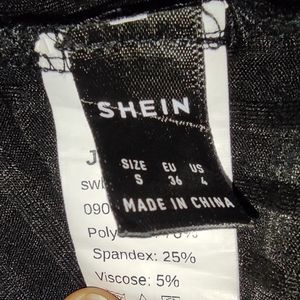 SHEIN
SIZE EU US
S 36 4
MADE IN CHINA
Spandex: 25%
Viscose: 5%